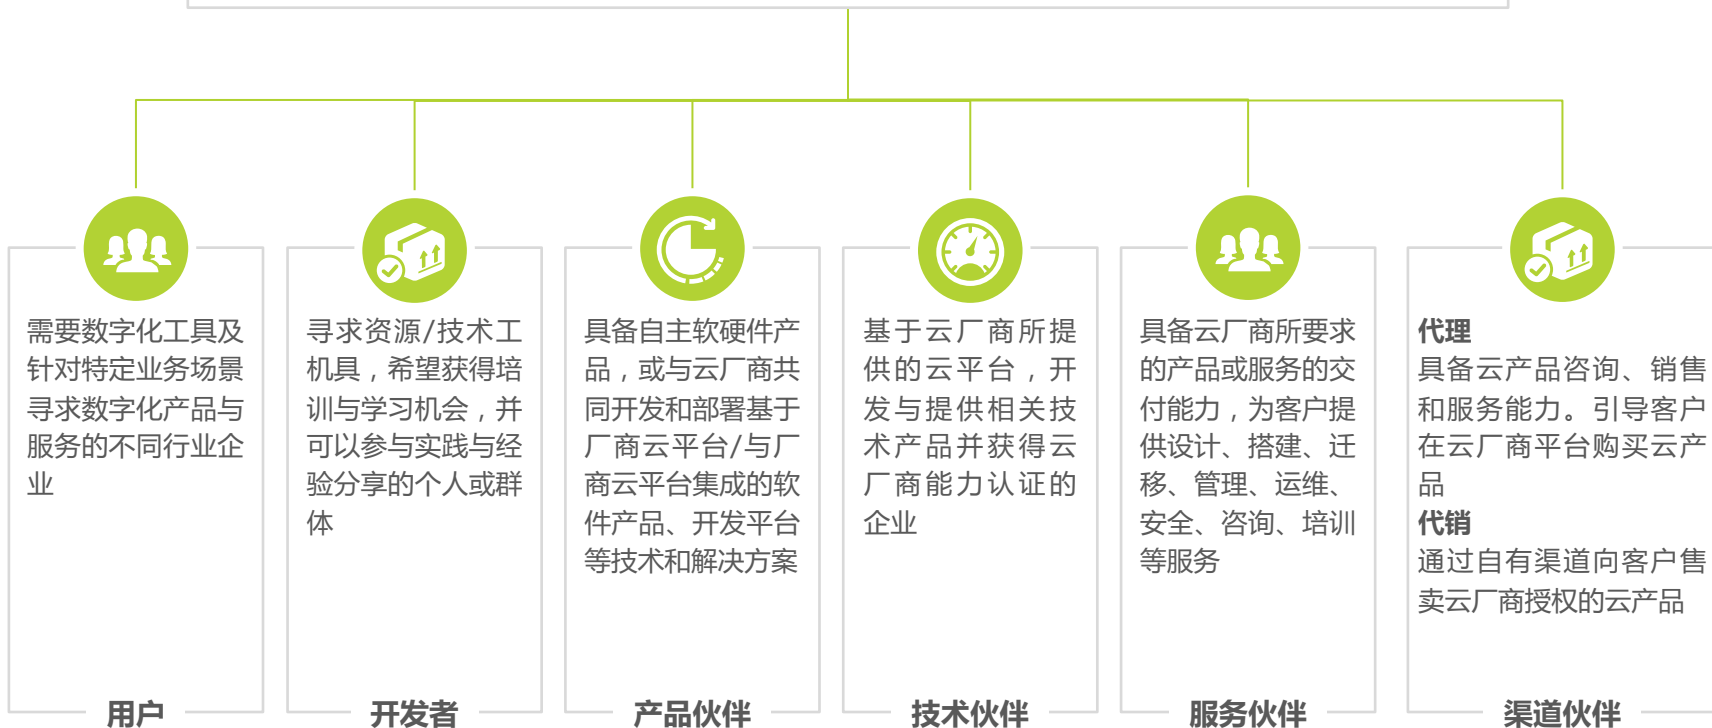 需要数字化工具及
针对特定业务场景
寻求数字化产品与
服务的不同行业企
业
用户
寻求资源/技术工
机具，希望获得培
训与学习机会，并
可以参与实践与经
验分享的个人或群
体
开发者
具备自主软硬件产
品，或与云厂商共
同开发和部署基于
厂商云平台/与厂
商云平台集成的软
件产品、开发平台
等技术和解决方案
产品伙伴
基于云厂商所提
供的云平台，开
发与提供相关技
术产品并获得云
厂商能力认证的
企业
技术伙伴
具备云厂商所要求
的产品或服务的交
付能力，为客户提
供设计、搭建、迁
移、管理、运维、
安全、咨询、培训
等服务
服务伙伴
代理
具备云产品咨询、销售
和服务能力。引导客户
在云厂商平台购买云产
品
代销
通过自有渠道向客户售
卖云厂商授权的云产品
渠道伙伴